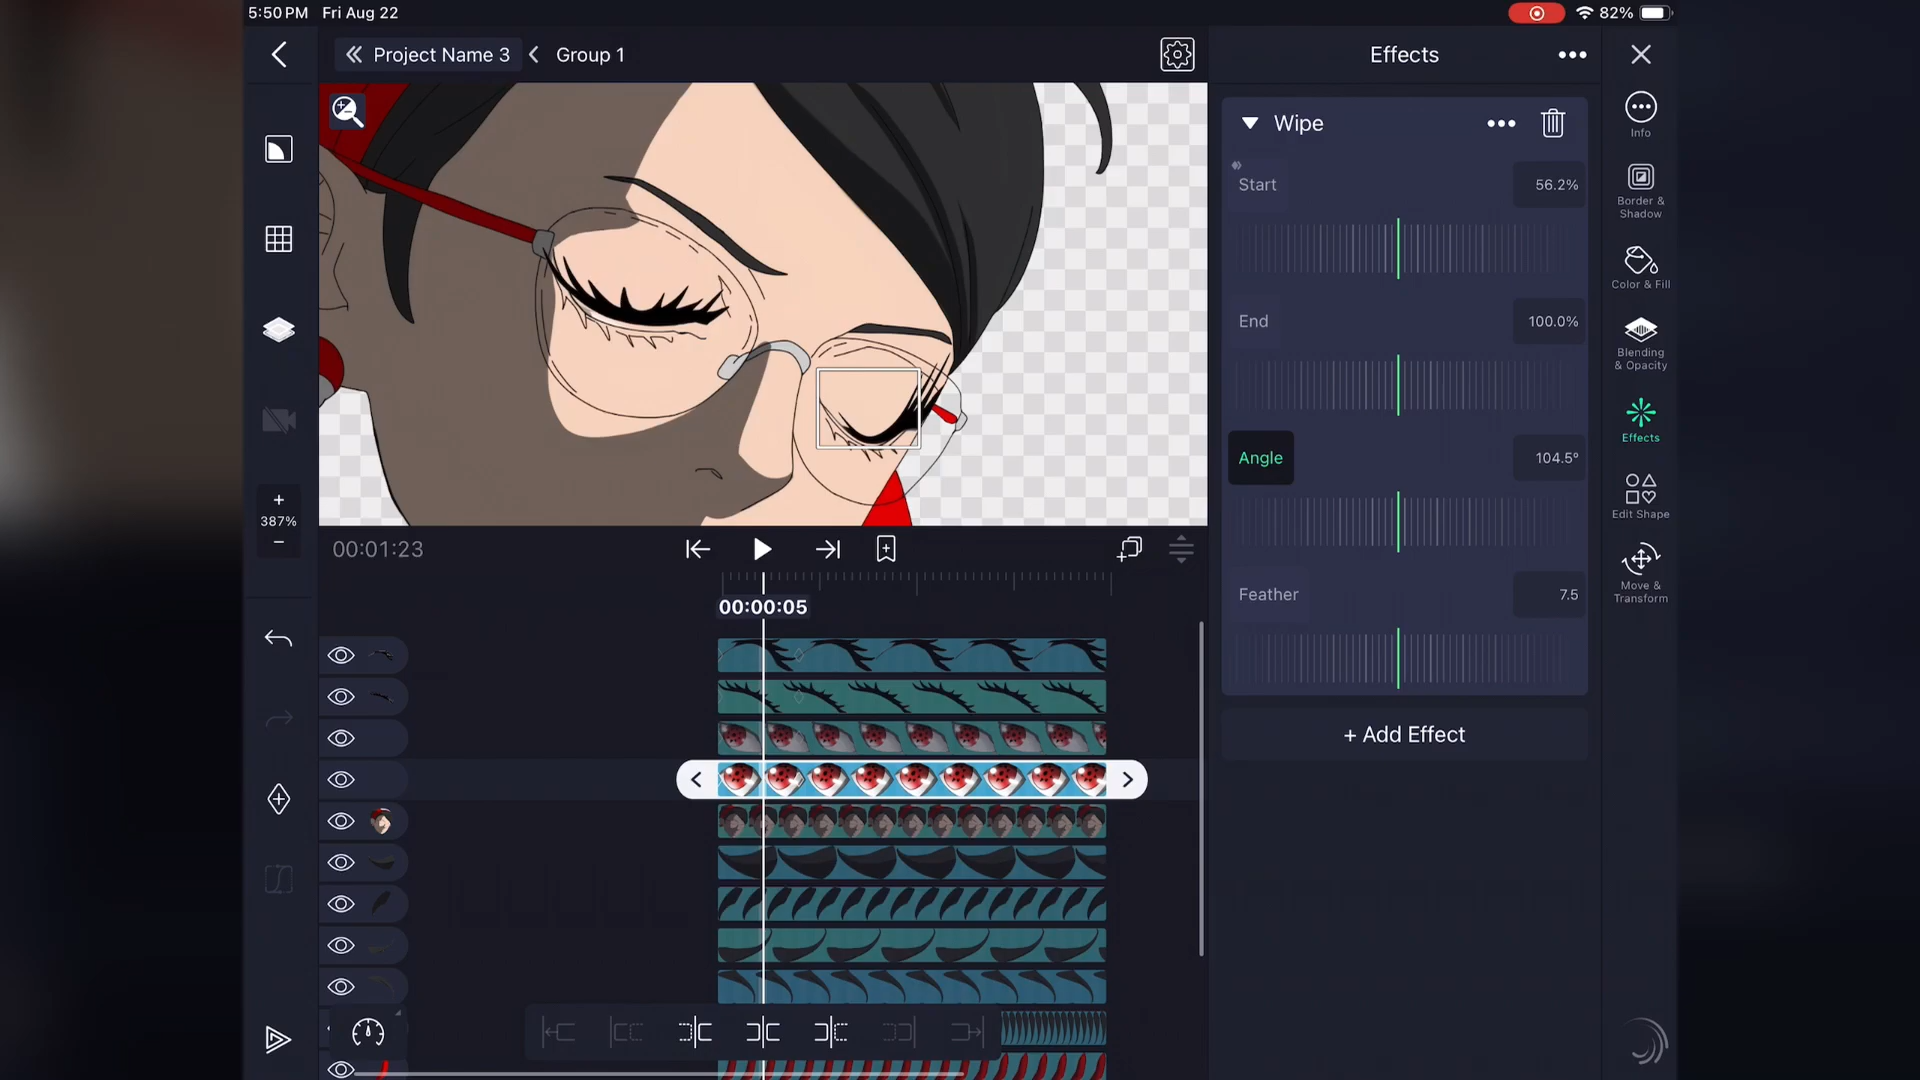 5:50 PM Fri Aug 22
82%
Project Name 3
Group 1
Effects
Wipe
Start
56.2%
End
100.0%
Angle
104.5°
Feather
7.5
+ Add Effect
Info
Border &
Shadow
Color & Fill
Blending
& Opacity
Effects
Edit Shape
Move &
Transform
+
387%
−
00:01:23
00:00:05